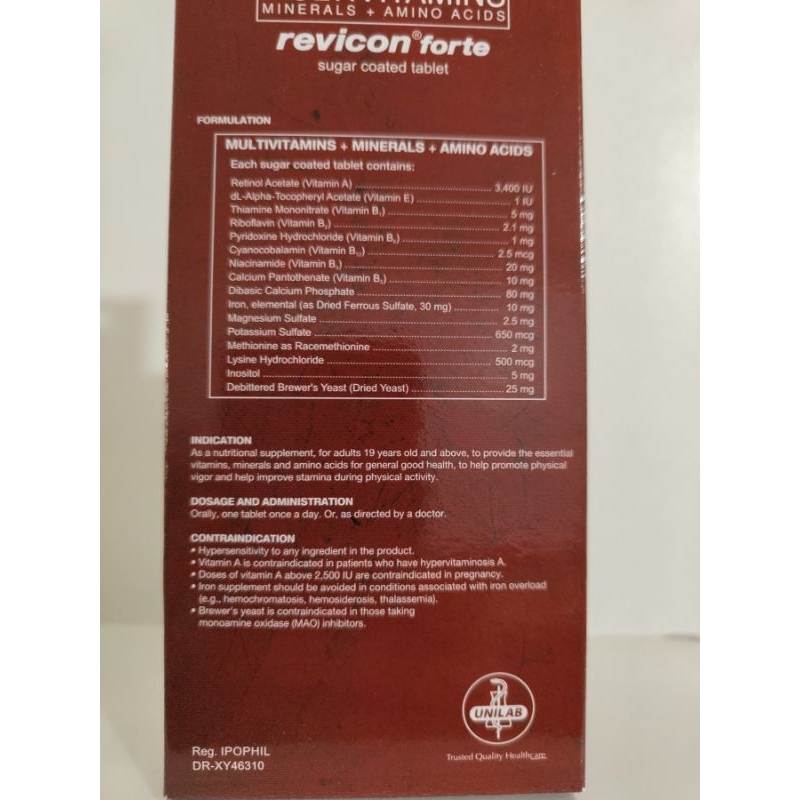 MINERALS + AMINO ACIDS
revicon® forte
sugar coated tablet
FORMULATION
MULTIVITAMINS + MINERALS + AMINO ACIDS
Each sugar coated tablet contains:
Retinol Acetate (Vitamin A) 3,400 IU
dL-Alpha-Tocopheryl Acetate (Vitamin E) 1 IU
Thiamine Mononitrate (Vitamin B₁) 5 mg
Riboflavin (Vitamin B₂) 2.1 mg
Pyridoxine Hydrochloride (Vitamin B₆) 1 mg
Cyanocobalamin (Vitamin B₁₂) 2.5 mcg
Niacinamide (Vitamin B₃) 20 mg
Calcium Pantothenate (Vitamin B₅) 10 mg
Dibasic Calcium Phosphate 80 mg
Iron, elemental (as Dried Ferrous Sulfate, 30 mg) 10 mg
Magnesium Sulfate 2.5 mg
Potassium Sulfate 650 mcg
Methionine as Racemethionine 2 mg
Lysine Hydrochloride 500 mcg
Inositol 5 mg
Debittered Brewer's Yeast (Dried Yeast) 25 mg
INDICATION
As a nutritional supplement, for adults 19 years old and above, to provide the essential
vitamins, minerals and amino acids for general good health, to help promote physical
vigor and help improve stamina during physical activity.
DOSAGE AND ADMINISTRATION
Orally, one tablet once a day. Or, as directed by a doctor.
CONTRAINDICATION
• Hypersensitivity to any ingredient in the product.
• Vitamin A is contraindicated in patients who have hypervitaminosis A.
• Doses of vitamin A above 2,500 IU are contraindicated in pregnancy.
• Iron supplement should be avoided in conditions associated with iron overload
(e.g., hemochromatosis, hemosiderosis, thalassemia).
• Brewer's yeast is contraindicated in those taking
monoamine oxidase (MAO) inhibitors.
UNILAB
Trusted Quality Healthcare
Reg. IPOPHIL
DR-XY46310